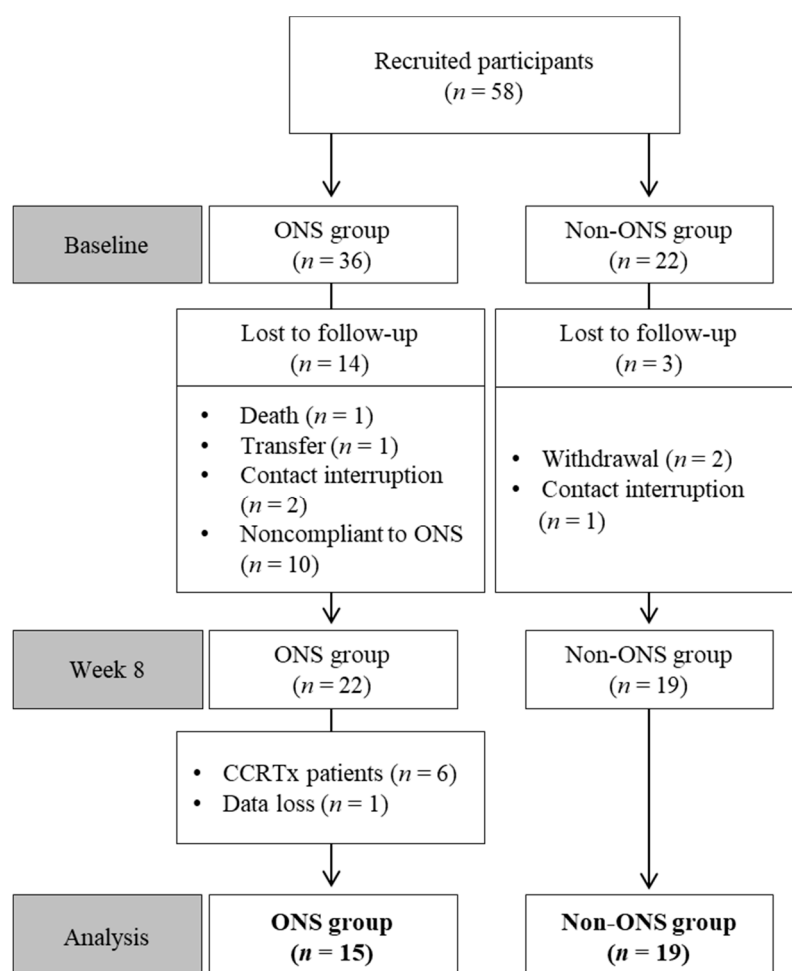 Recruited participants
(n = 58)
Baseline
ONS group
(n = 36)
Non-ONS group
(n = 22)
Lost to follow-up
(n = 14)
Lost to follow-up
(n = 3)
• Death (n = 1)
• Transfer (n = 1)
• Contact interruption
(n = 2)
• Noncompliant to ONS
(n = 10)
• Withdrawal (n = 2)
• Contact interruption
(n = 1)
Week 8
ONS group
(n = 22)
Non-ONS group
(n = 19)
• CCRTx patients (n = 6)
• Data loss (n = 1)
Analysis
ONS group
(n = 15)
Non-ONS group
(n = 19)